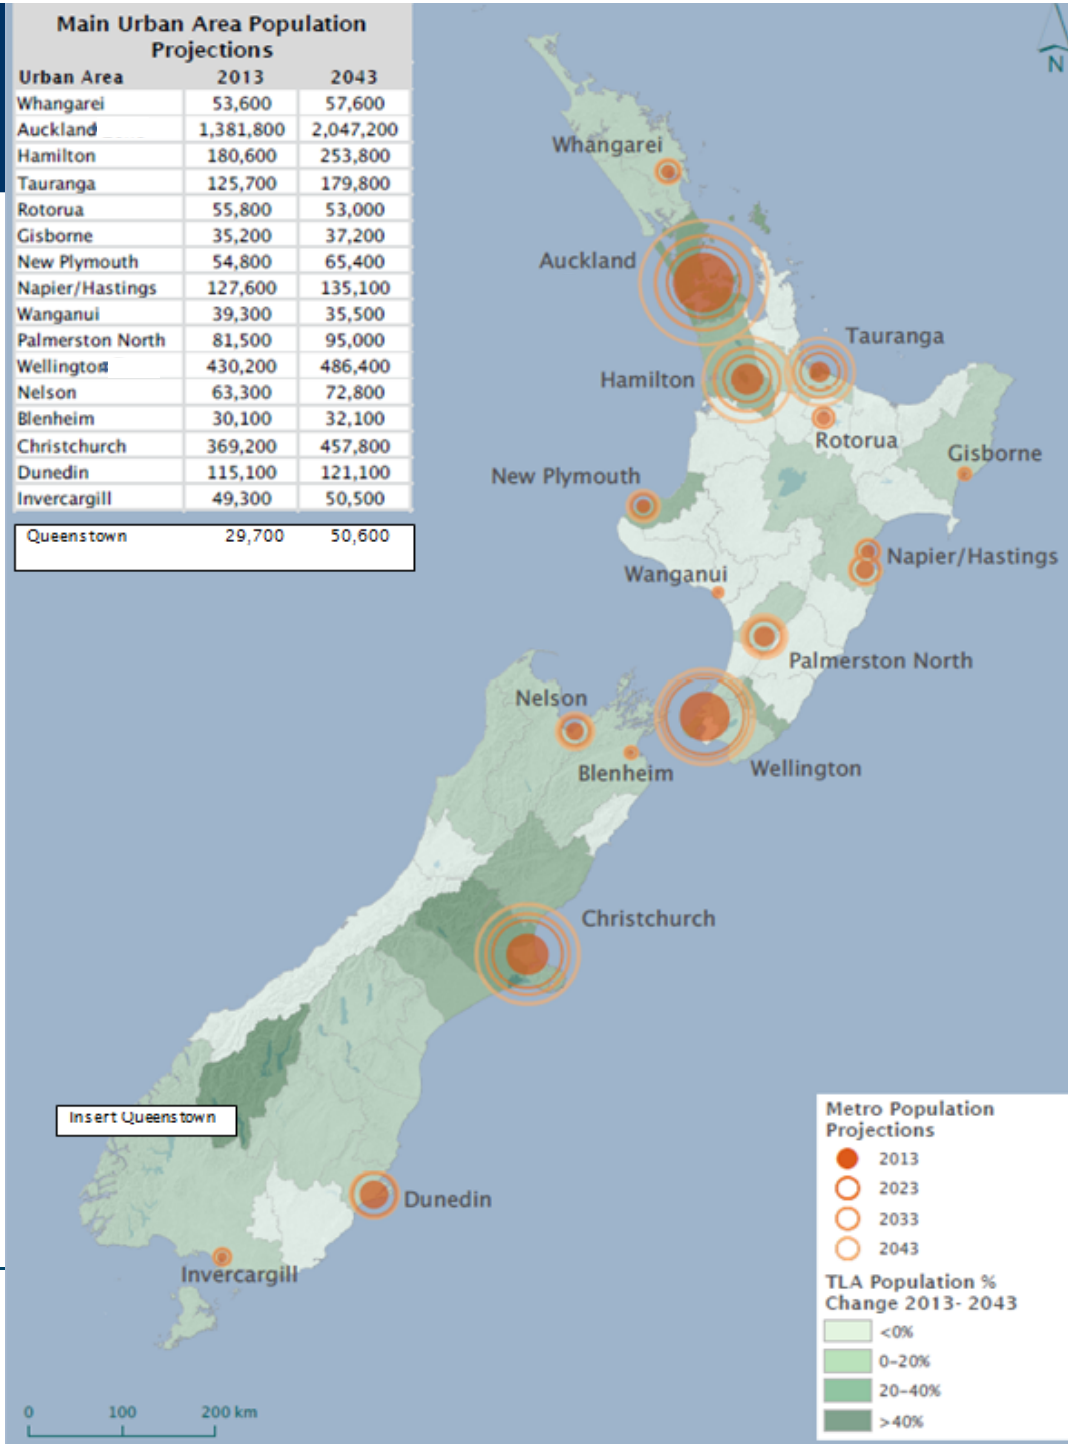 Main Urban Area Population
Projections
Urban Area 2013 2043
Whangarei 53,600 57,600
Auckland 1,381,800 2,047,200
Hamilton 180,600 253,800
Tauranga 125,700 179,800
Rotorua 55,800 53,000
Gisborne 35,200 37,200
New Plymouth 54,800 65,400
Napier/Hastings 127,600 135,100
Wanganui 39,300 35,500
Palmerston North 81,500 95,000
Wellington 430,200 486,400
Nelson 63,300 72,800
Blenheim 30,100 32,100
Christchurch 369,200 457,800
Dunedin 115,100 121,100
Invercargill 49,300 50,500
Queenstown 29,700 50,600
N
Whangarei
Auckland
Tauranga
Hamilton
Rotorua
Gisborne
New Plymouth
Napier/Hastings
Wanganui
Palmerston North
Nelson
Wellington
Blenheim
Christchurch
Insert Queenstown
Dunedin
Invercargill
Metro Population
Projections
2013
2023
2033
2043
TLA Population %
Change 2013- 2043
<0%
0-20%
20-40%
>40%
0 100 200 km